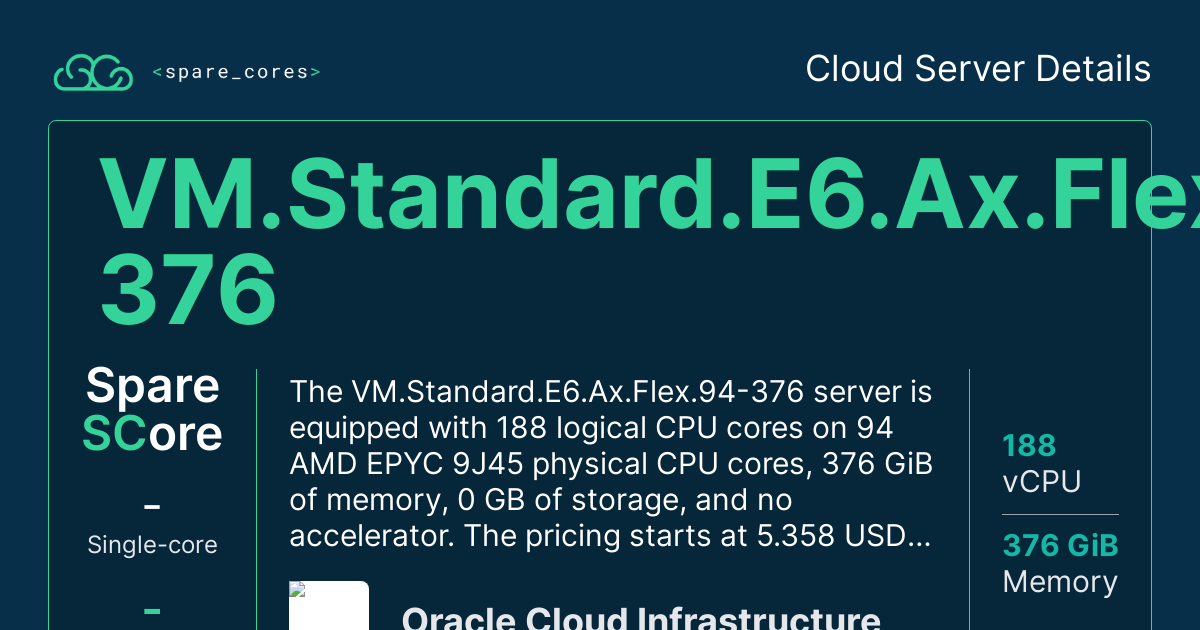 <spare_cores>
Cloud Server Details
VM.Standard.E6.Ax.Flex
376
Spare
SCore
-
Single-core
-
The VM.Standard.E6.Ax.Flex.94-376 server is
equipped with 188 logical CPU cores on 94
AMD EPYC 9J45 physical CPU cores, 376 GiB
of memory, 0 GB of storage, and no
accelerator. The pricing starts at 5.358 USD...
Oracle Cloud Infrastructure
188
vCPU
376 GiB
Memory